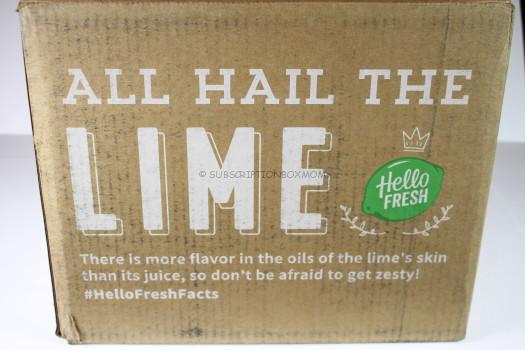 ALL HAIL THE
LIME
© SUBSCRIPTIONBOXMOM
Hello
FRESH
There is more flavor in the oils of the lime's skin
than its juice, so don't be afraid to get zesty!
#HelloFreshFacts